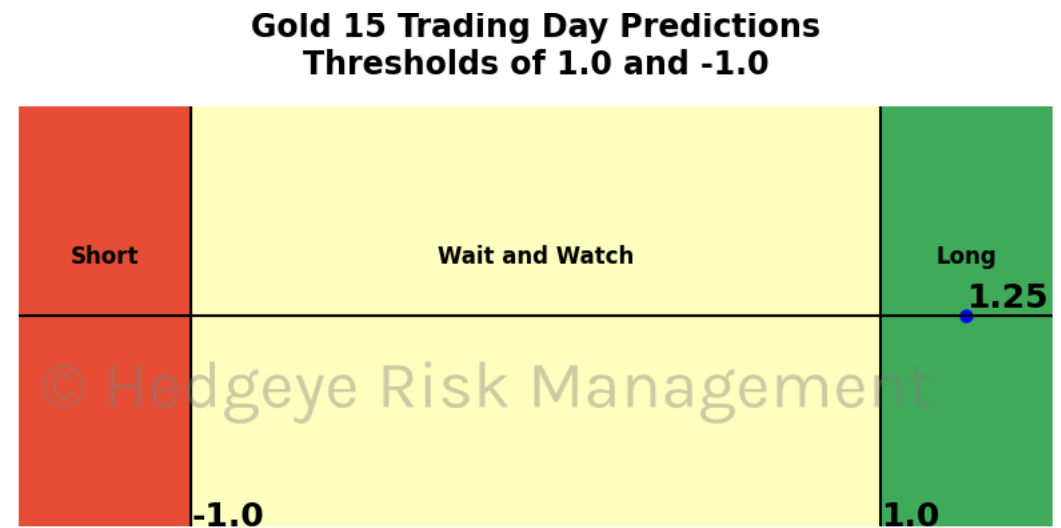 Gold 15 Trading Day Predictions
Thresholds of 1.0 and -1.0
Short
Wait and Watch
Long
1.25
© Hedgeye Risk Management
-1.0
1.0